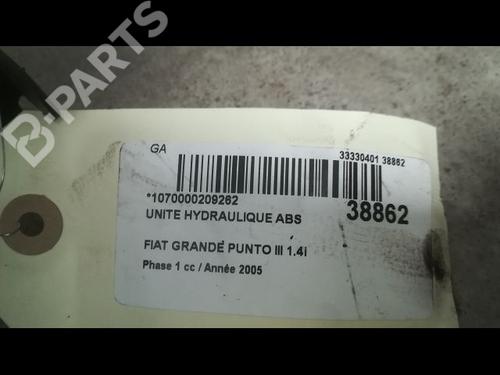 B-PARTS
GA
33330401 38862
*1070000209262
UNITE HYDRAULIQUE ABS
38862
FIAT GRANDE PUNTO III 1.4i
Phase 1 cc / Année 2005